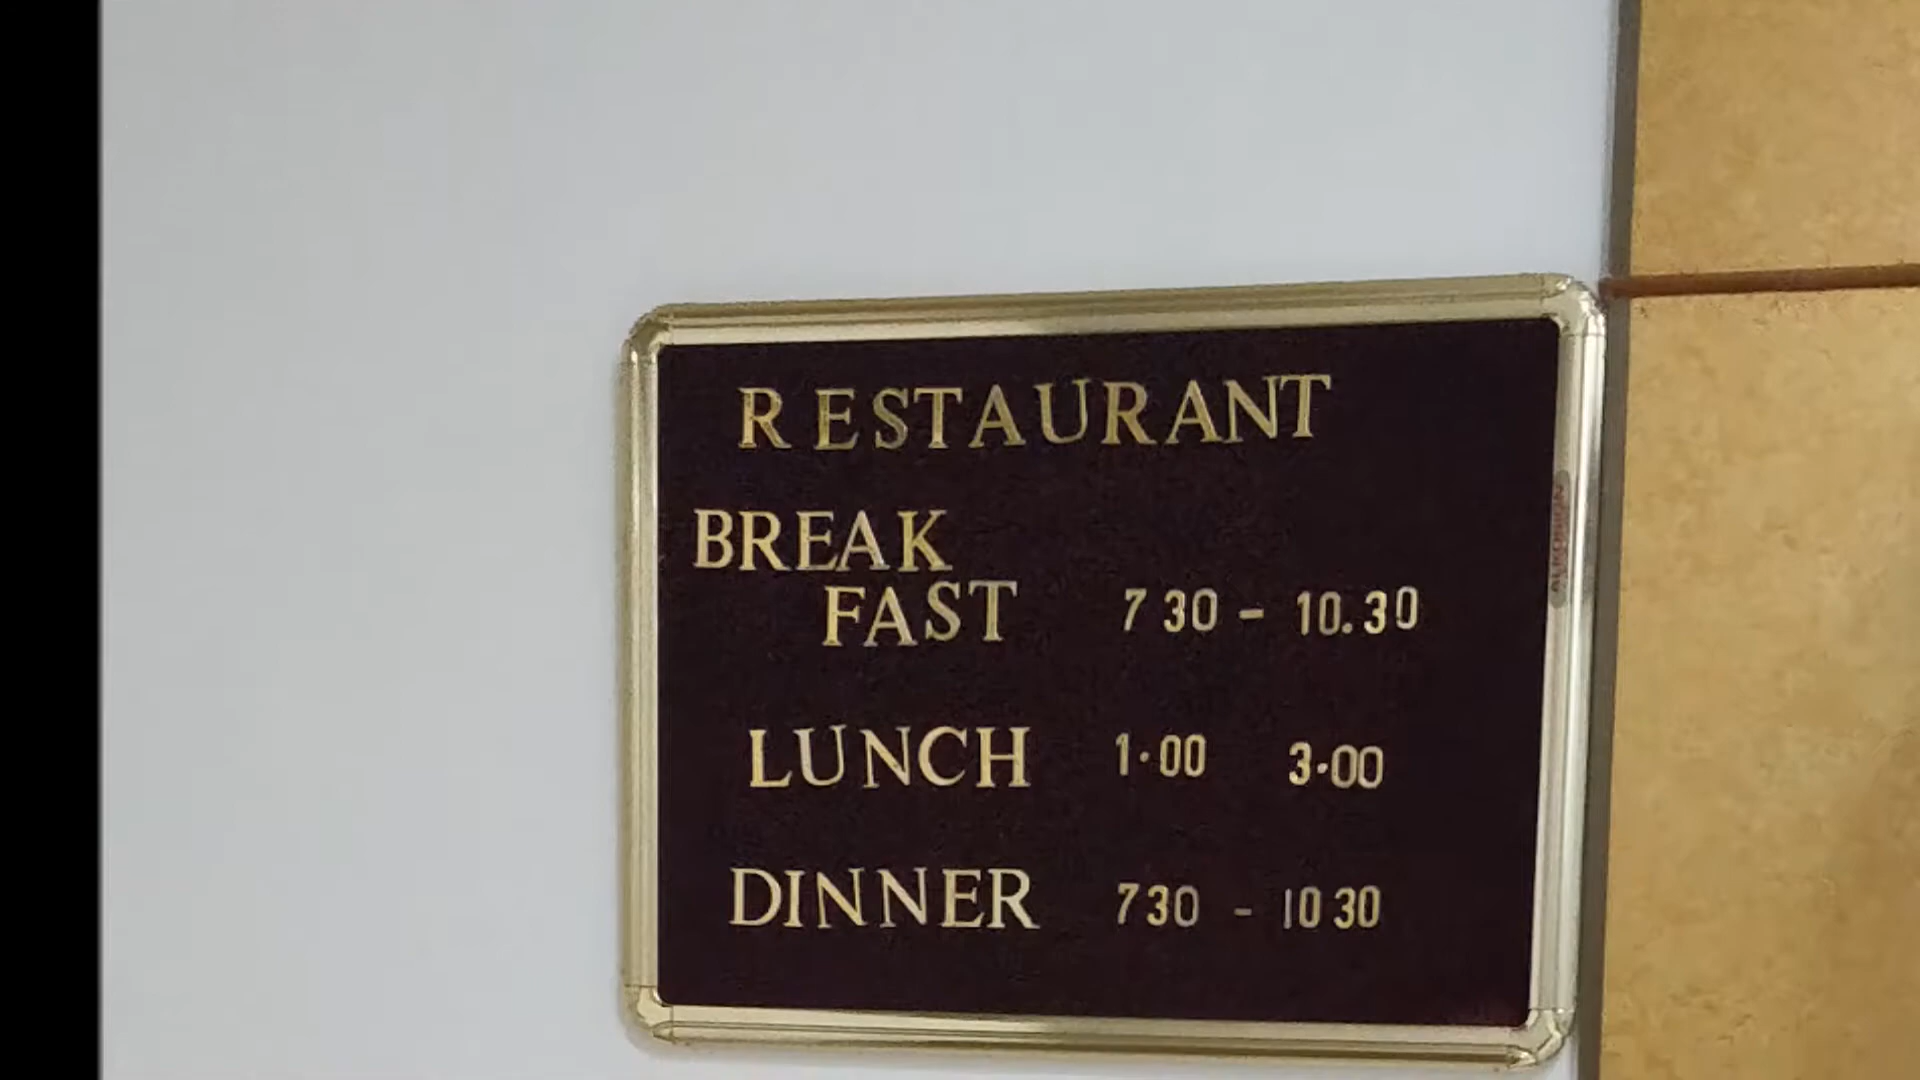 RESTAURANT
BREAK
FAST 7 30 - 10.30
LUNCH 1·00 3·00
DINNER 730 - 10 30